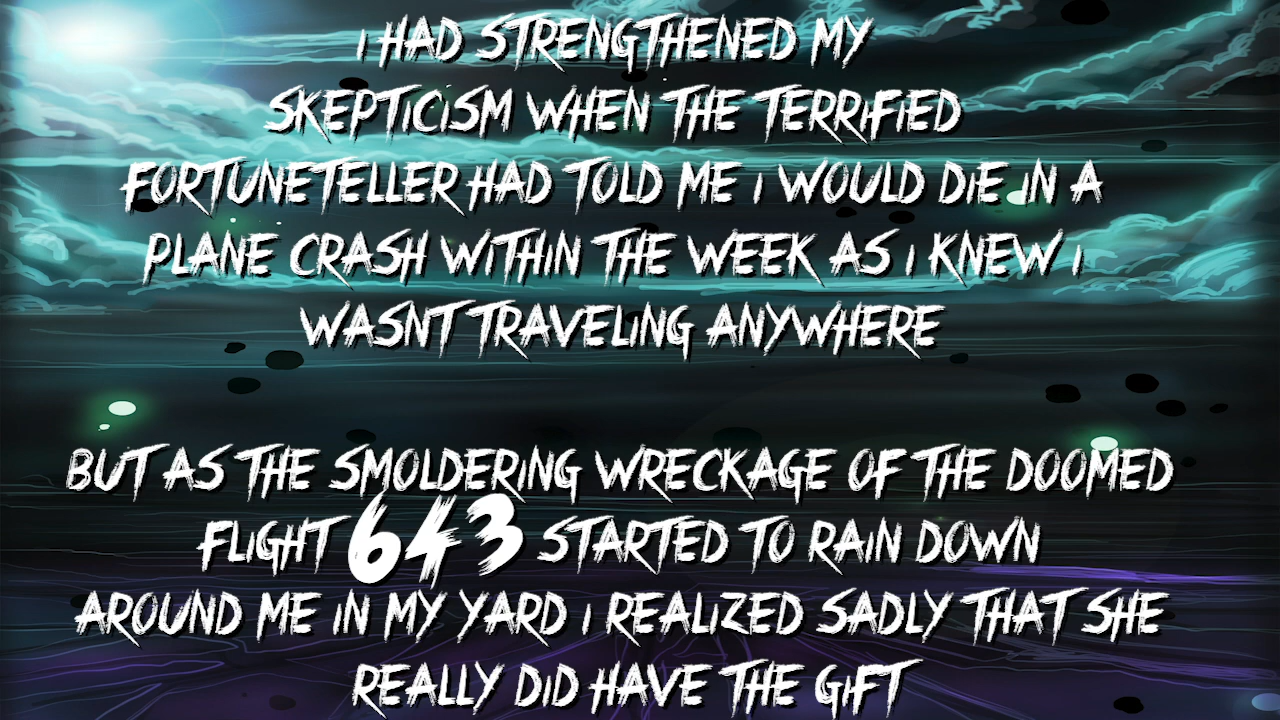 I HAD STRENGTHENED MY
SKEPTICISM WHEN THE TERRIFIED
FORTUNETELLER HAD TOLD ME I WOULD DIE IN A
PLANE CRASH WITHIN THE WEEK AS I KNEW I
WASNT TRAVELING ANYWHERE
BUT AS THE SMOLDERING WRECKAGE OF THE DOOMED
FLIGHT 643 STARTED TO RAIN DOWN
AROUND ME IN MY YARD I REALIZED SADLY THAT SHE
REALLY DID HAVE THE GIFT